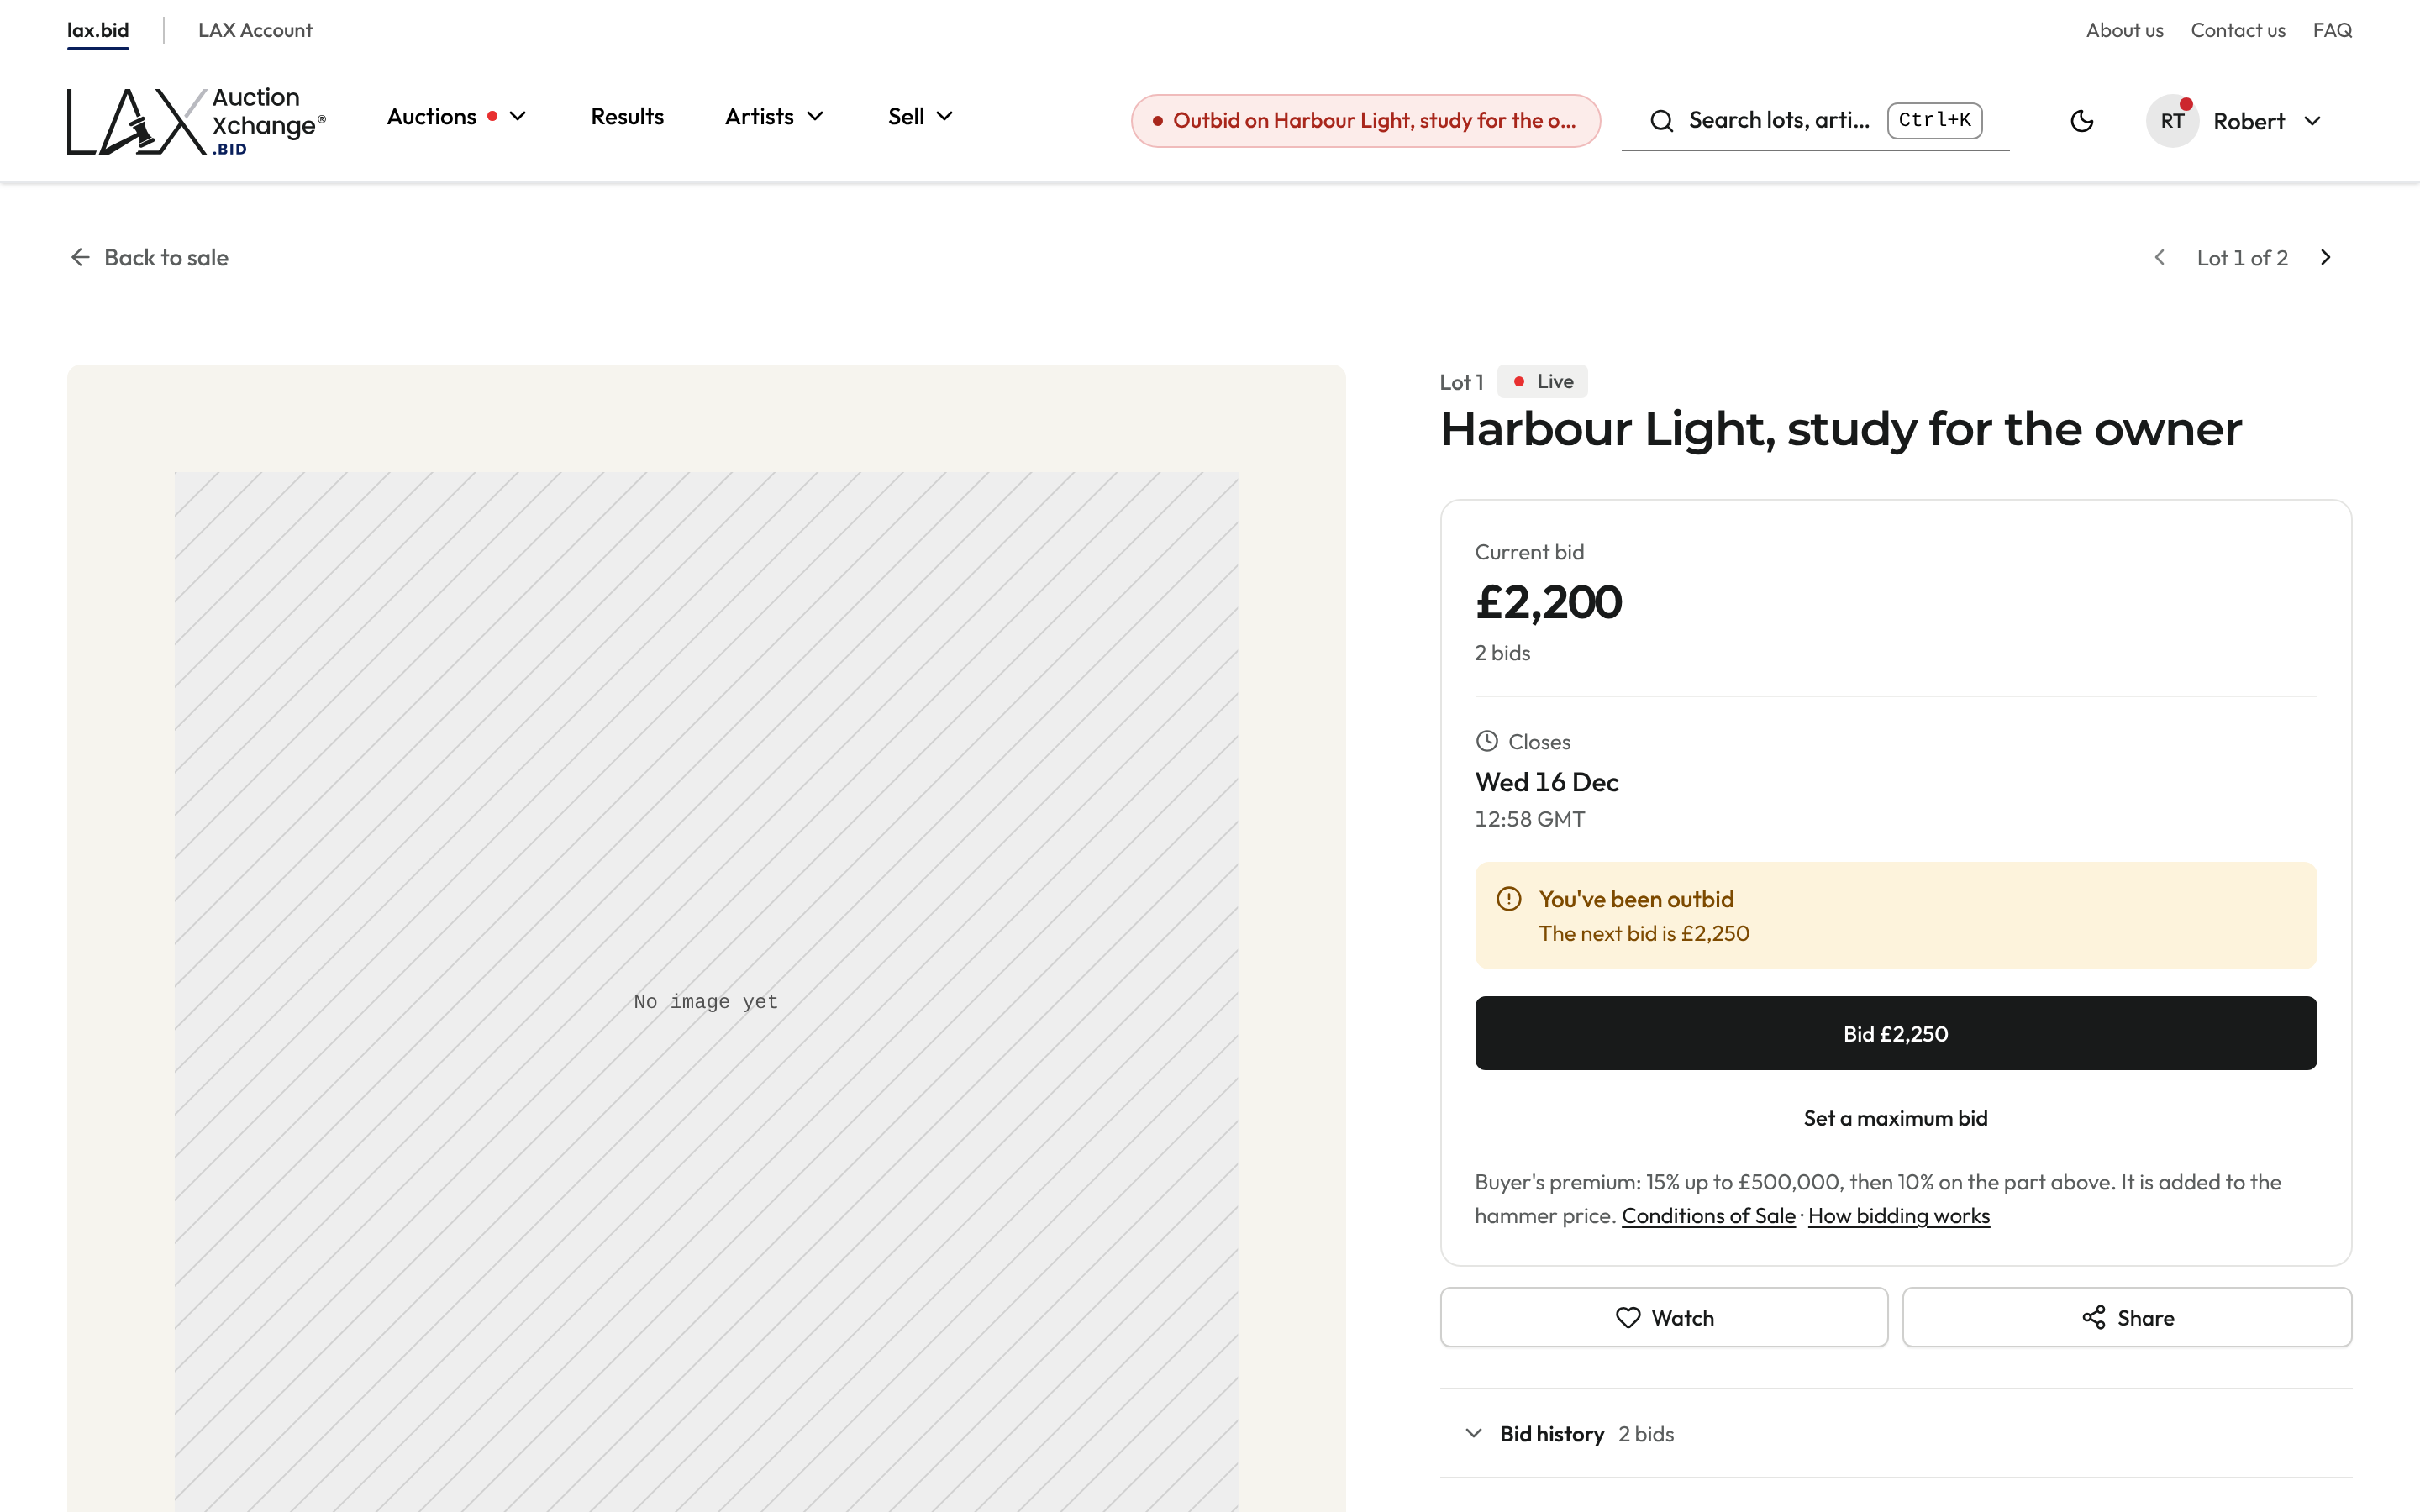 lax.bid
LAX Account
About us
Contact us
FAQ
LAX Auction
Xchange®
.BID
Auctions
Results
Artists
Sell
Outbid on Harbour Light, study for the o...
Search lots, arti...
Ctrl+K
RT
Robert
Back to sale
Lot 1 of 2
Lot 1
Live
Harbour Light, study for the owner
No image yet
Current bid
£2,200
2 bids
Closes
Wed 16 Dec
12:58 GMT
You've been outbid
The next bid is £2,250
Bid £2,250
Set a maximum bid
Buyer's premium: 15% up to £500,000, then 10% on the part above. It is added to the
hammer price. Conditions of Sale · How bidding works
Watch
Share
Bid history 2 bids